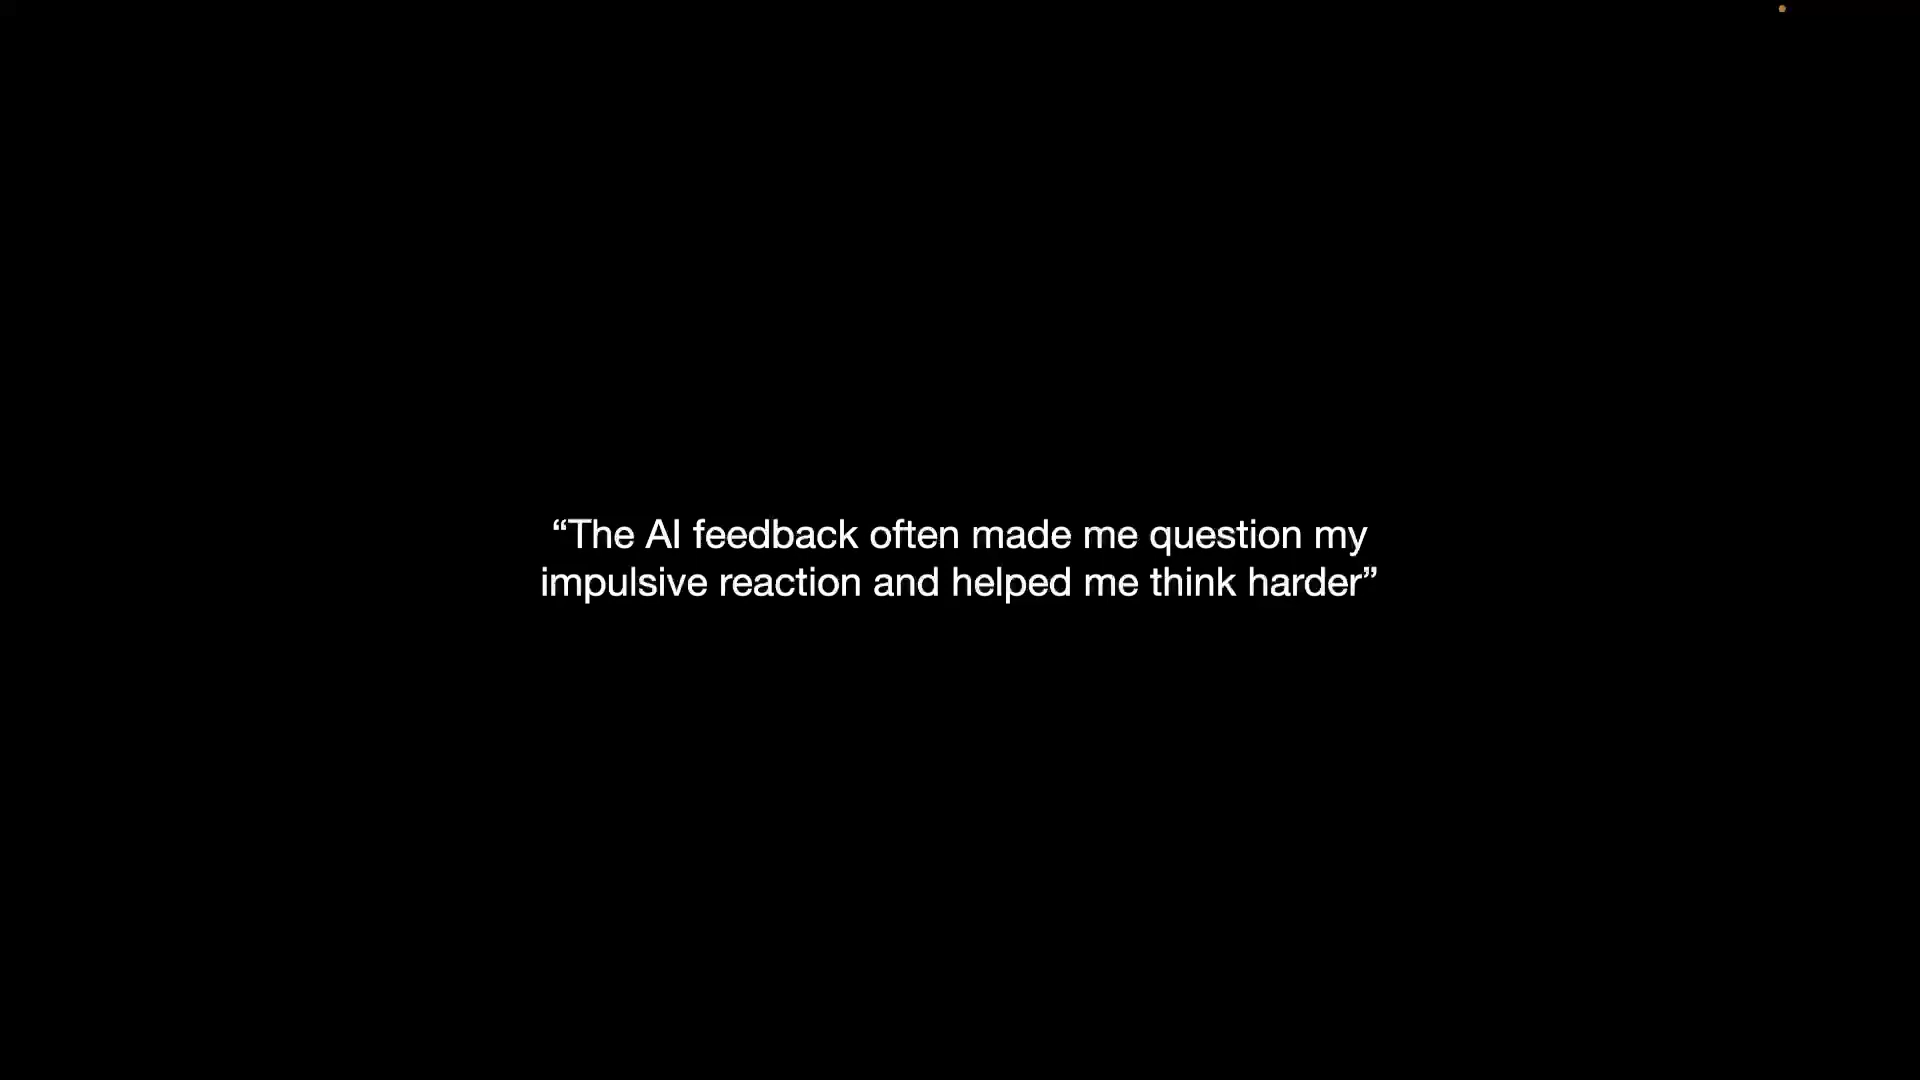 “The AI feedback often made me question my
impulsive reaction and helped me think harder”